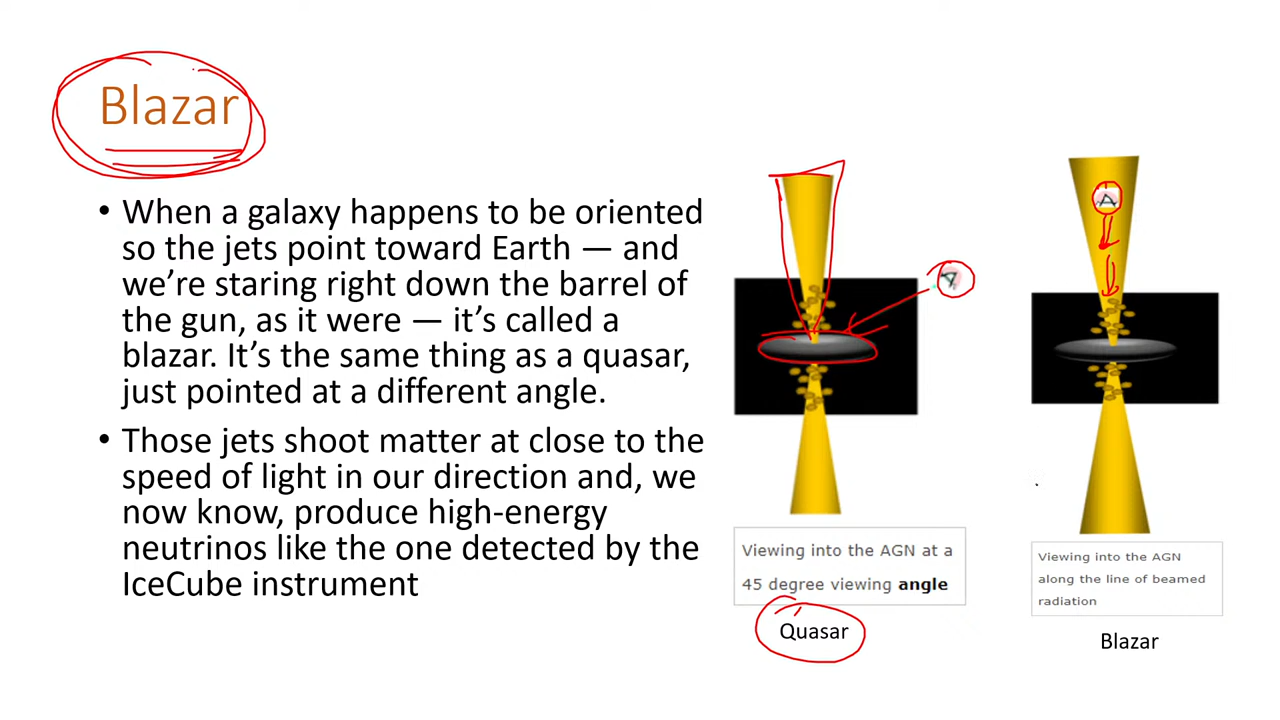 Blazar
• When a galaxy happens to be oriented
so the jets point toward Earth — and
we’re staring right down the barrel of
the gun, as it were — it’s called a
blazar. It’s the same thing as a quasar,
just pointed at a different angle.
• Those jets shoot matter at close to the
speed of light in our direction and, we
now know, produce high-energy
neutrinos like the one detected by the
IceCube instrument
Viewing into the AGN at a
45 degree viewing angle
Quasar
Viewing into the AGN
along the line of beamed
radiation
Blazar